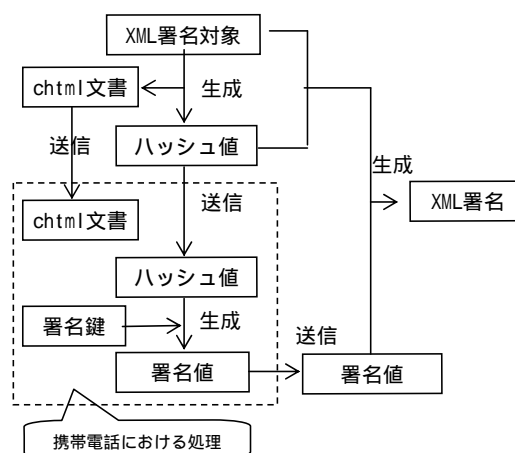 XML署名対象
chtml文書
生成
送信
ハッシュ値
生成
chtml文書
送信
XML署名
ハッシュ値
署名鍵
生成
送信
署名値
署名値
携帯電話における処理